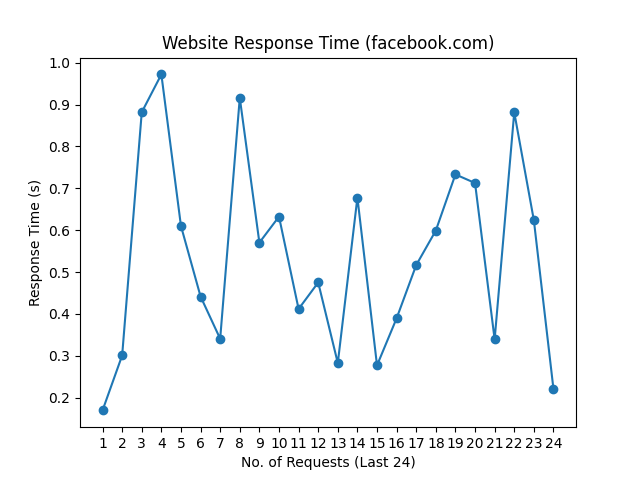 Website Response Time (facebook.com)
1.0
0.9
0.8
0.7
0.6
0.5
0.4
0.3
0.2
Response Time (s)
1 2 3 4 5 6 7 8 9 10 11 12 13 14 15 16 17 18 19 20 21 22 23 24
No. of Requests (Last 24)